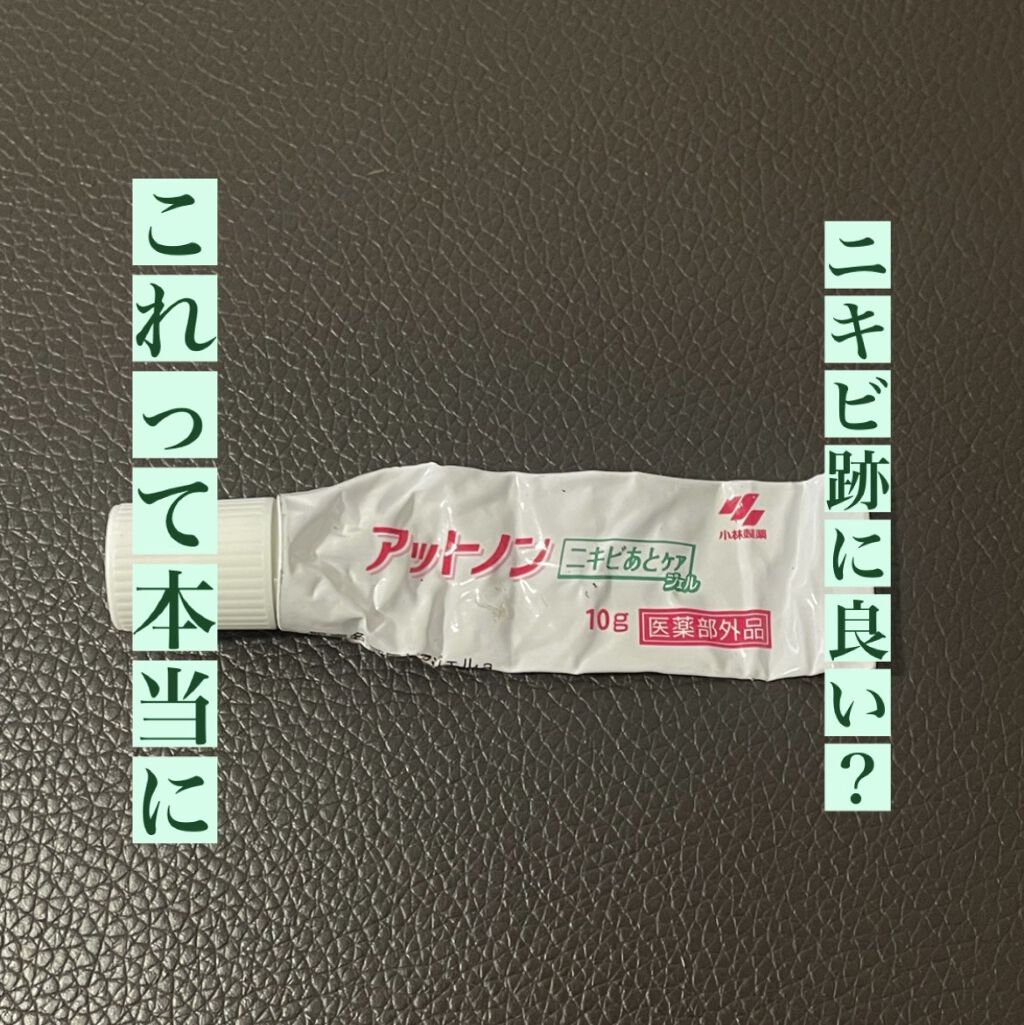 これって本当に
ニキビ跡に良い？
アットノン
ニキビあとケア
ジェル
小林製薬
10g
医薬部外品